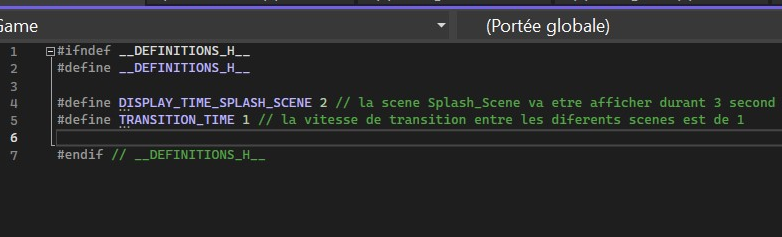 Game (Portée globale)
1 #ifndef __DEFINITIONS_H__
2 #define __DEFINITIONS_H__
3
4 #define DISPLAY_TIME_SPLASH_SCENE 2 // la scene Splash_Scene va etre afficher durant 3 second
5 #define TRANSITION_TIME 1 // la vitesse de transition entre les diferents scenes est de 1
6
7 #endif // __DEFINITIONS_H__